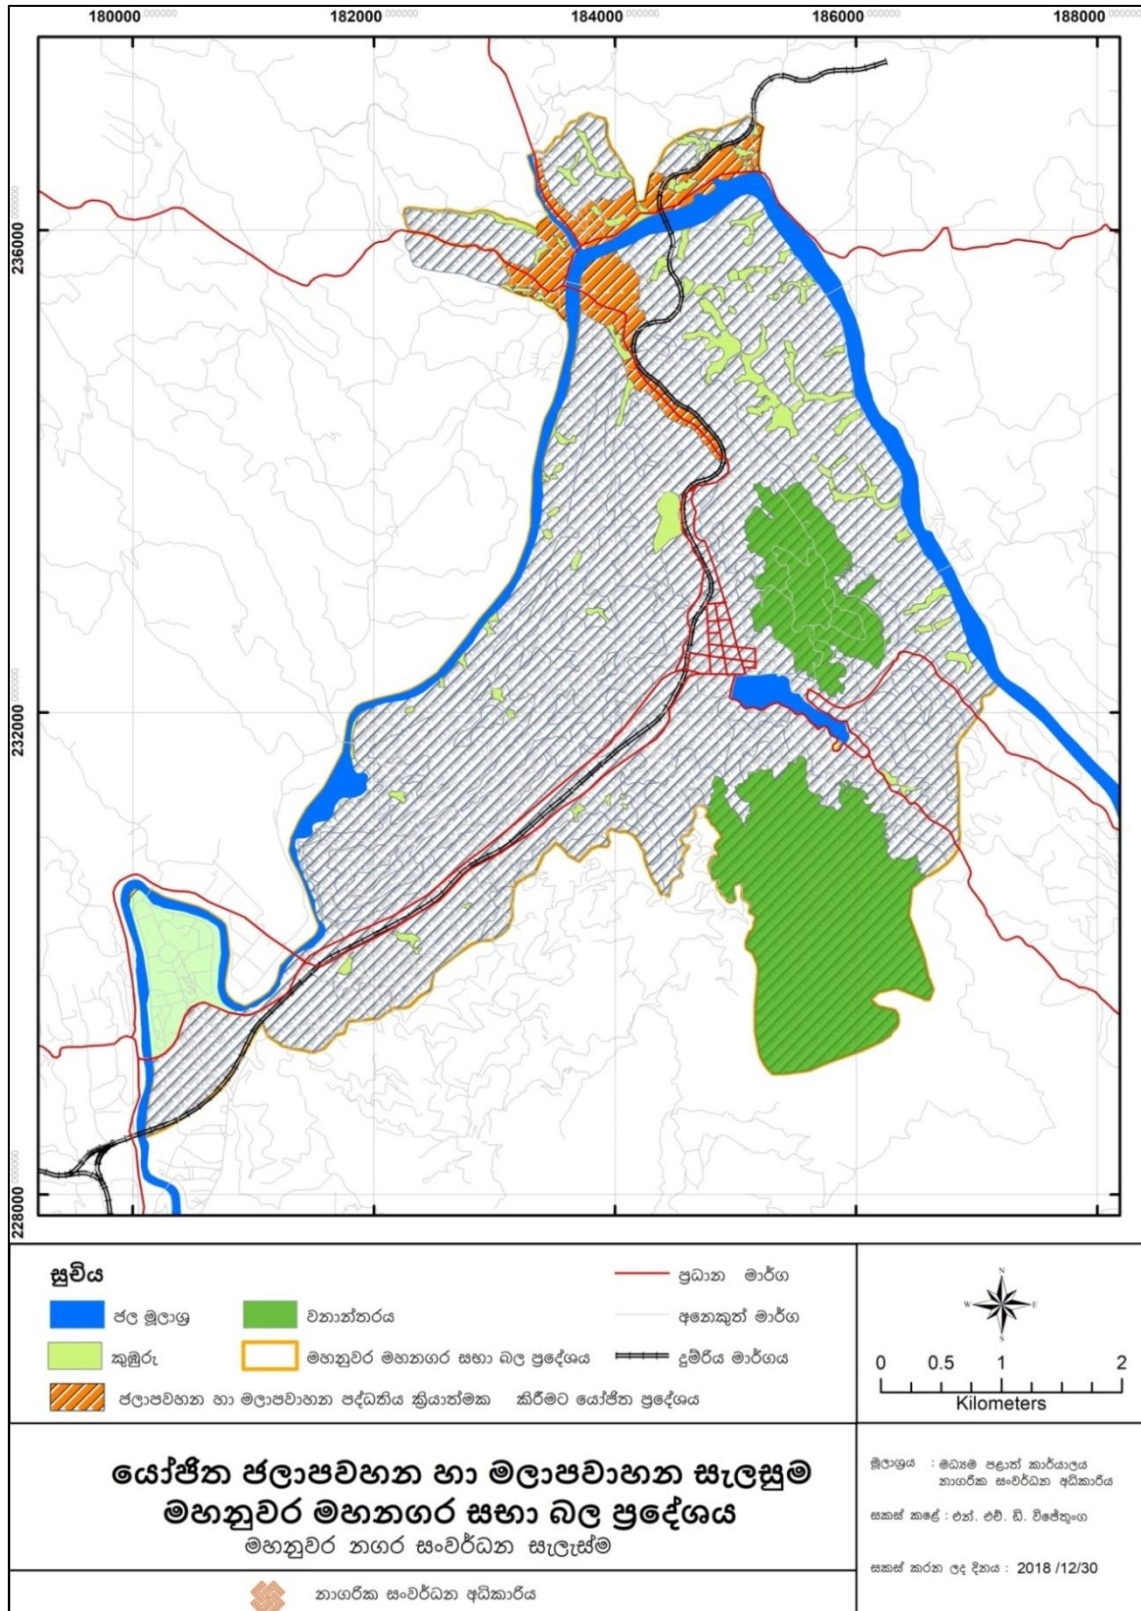 180000 182000 184000 186000 188000
236000
232000
228000
සූචිය
ජල මූලාශ්‍ර
වනාන්තරය
ප්‍රධාන මාර්ග
අනෙකුත් මාර්ග
කුඹුරු
මහනුවර මහනගර සභා බල ප්‍රදේශය
දුම්රිය මාර්ගය
ජලාපවහන හා මලාපවාහන පද්ධතිය ක්‍රියාත්මක කිරීමට යෝජිත ප්‍රදේශය
N
W E
S
0 0.5 1 2
Kilometers
යෝජිත ජලාපවහන හා මලාපවාහන සැලසුම
මහනුවර මහනගර සභා බල ප්‍රදේශය
මහනුවර නගර සංවර්ධන සැලැස්ම
නාගරික සංවර්ධන අධිකාරිය
මූලාශ්‍රය : මධ්‍යම පළාත් කාර්යාලය
නාගරික සංවර්ධන අධිකාරිය
සකස් කළේ : එන්. එච්. ඩී. විජේතුංග
සකස් කරන ලද දිනය : 2018 /12/30